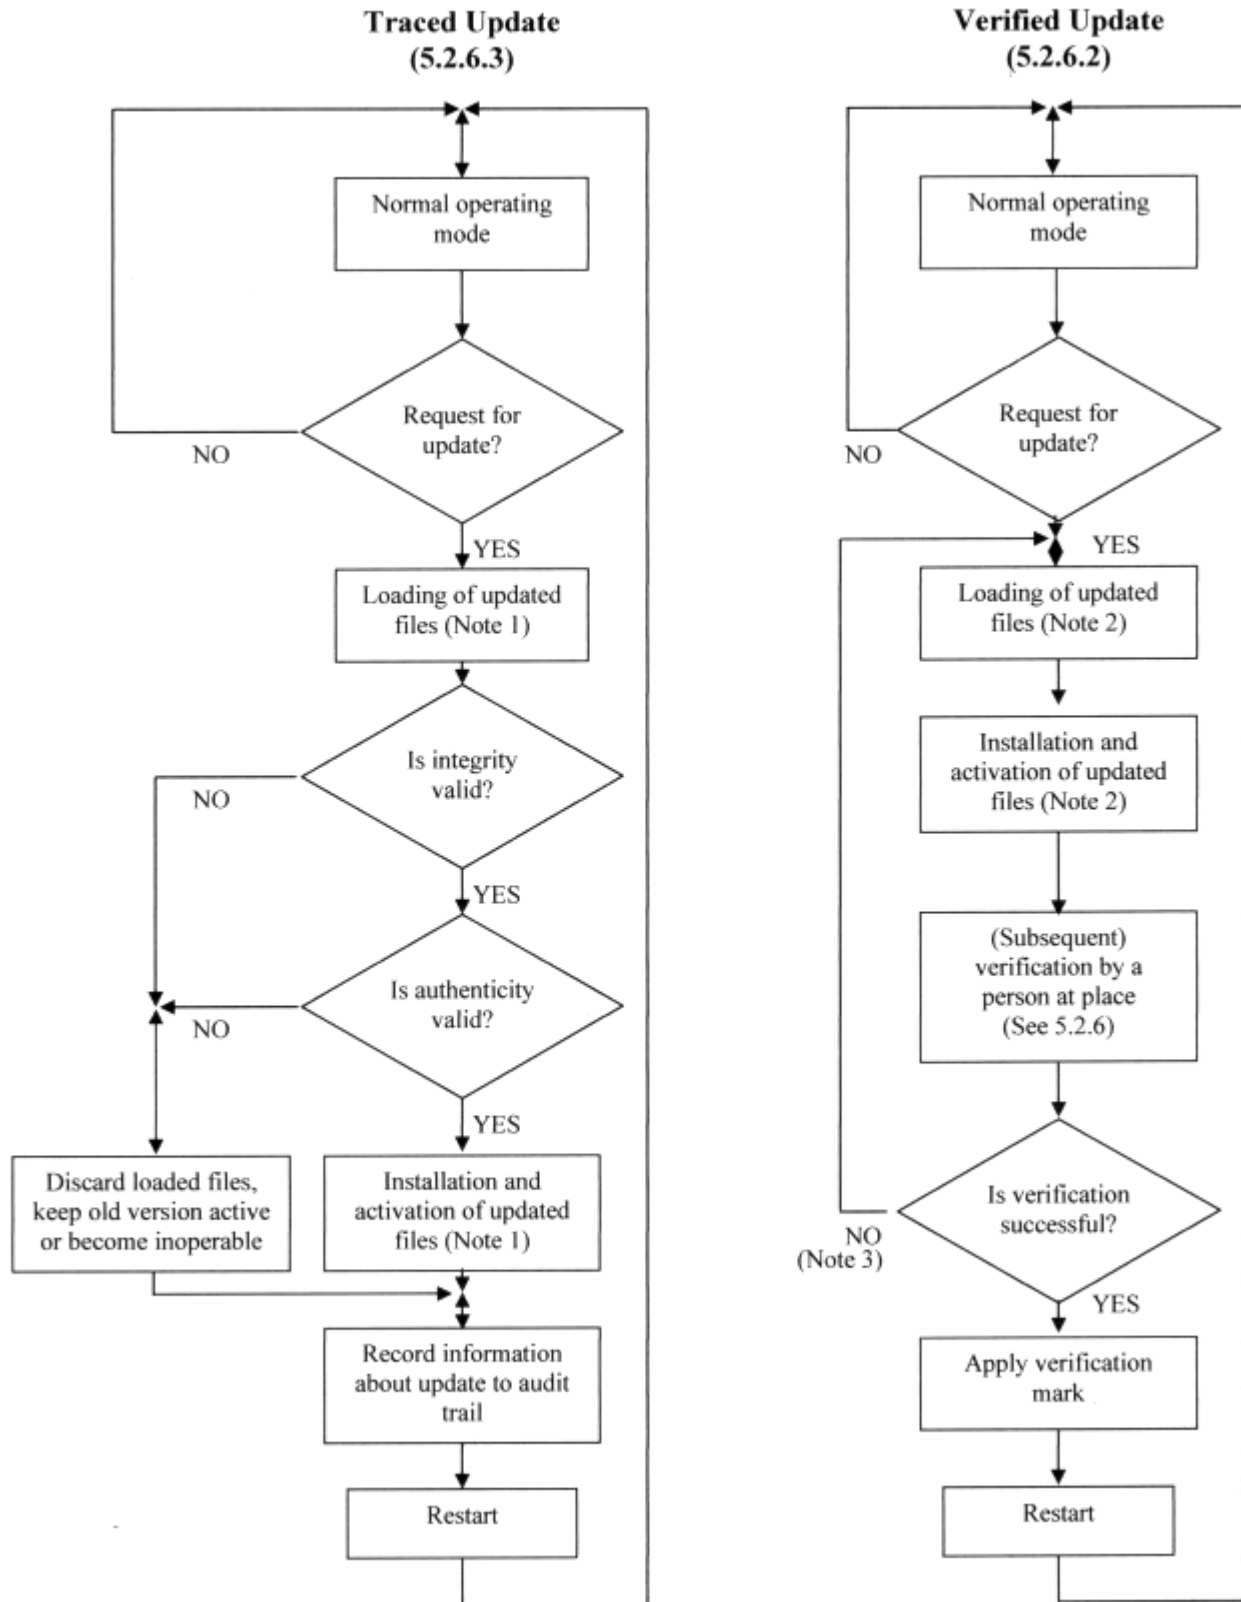 Traced Update
(5.2.6.3)
Normal operating
mode
Request for
update?
NO
YES
Loading of updated
files (Note 1)
Is integrity
valid?
NO
YES
Is authenticity
valid?
NO
YES
Discard loaded files,
keep old version active
or become inoperable
Installation and
activation of updated
files (Note 1)
Record information
about update to audit
trail
Restart
Verified Update
(5.2.6.2)
Normal operating
mode
Request for
update?
NO
YES
Loading of updated
files (Note 2)
Installation and
activation of updated
files (Note 2)
(Subsequent)
verification by a
person at place
(See 5.2.6)
Is verification
successful?
NO
(Note 3)
YES
Apply verification
mark
Restart